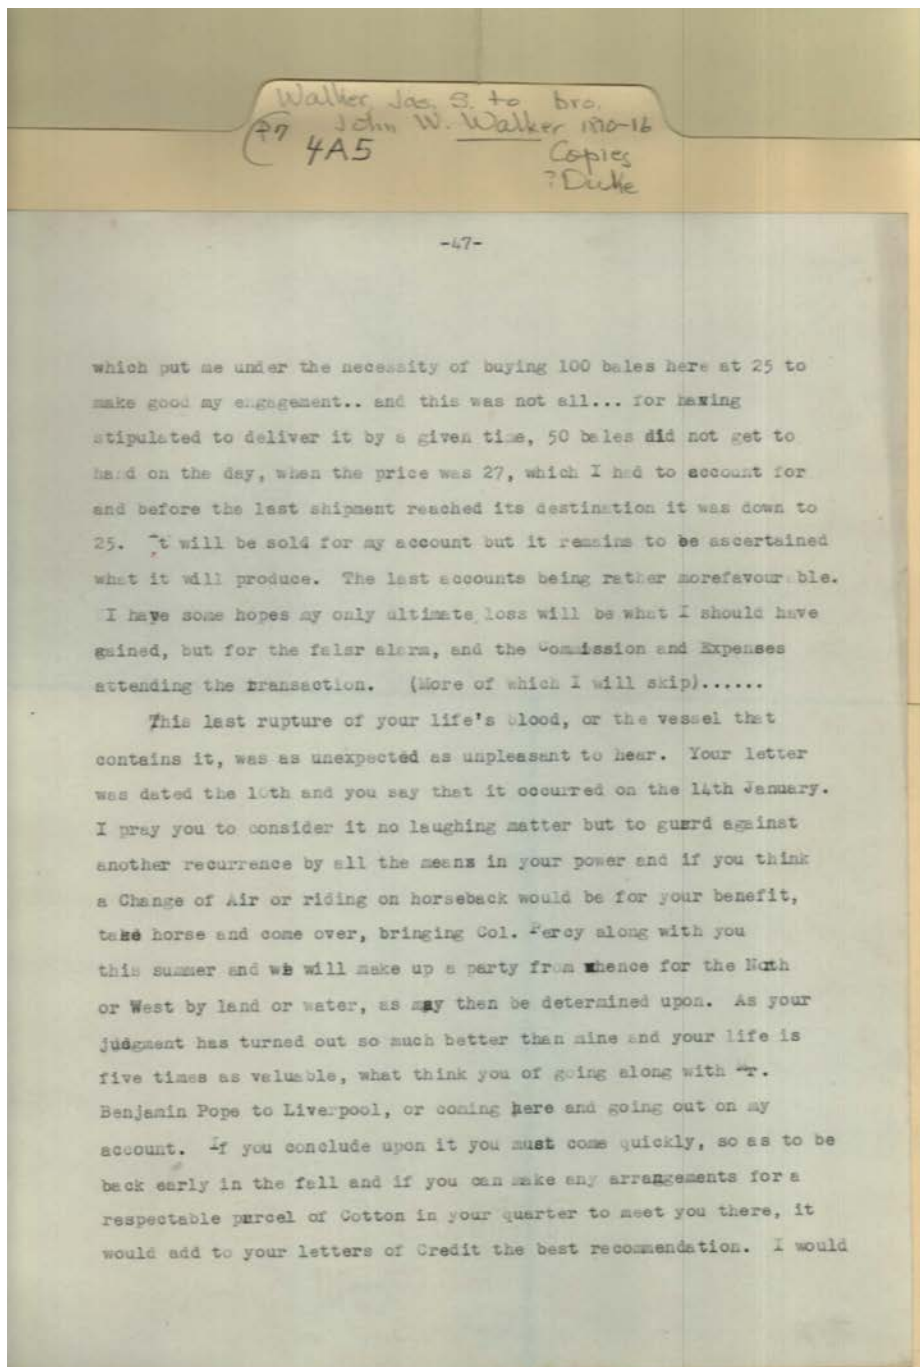 Walker, Jas. S. to bro.
John W. Walker 1810-16
P7
4A5
Copies
?Duke
-47-
which put me under the necessity of buying 100 bales here at 25 to
make good my engagement.. and this was not all... for having
stipulated to deliver it by a given time, 50 bales did not get to
hand on the day, when the price was 27, which I had to account for
and before the last shipment reached its destination it was down to
25. It will be sold for my account but it remains to be ascertained
what it will produce. The last accounts being rather morefavourable.
I have some hopes my only ultimate loss will be what I should have
gained, but for the falsr alarm, and the Commission and Expenses
attending the transaction. (More of which I will skip)......
This last rupture of your life's blood, or the vessel that
contains it, was as unexpected as unpleasant to hear. Your letter
was dated the 10th and you say that it occurred on the 14th January.
I pray you to consider it no laughing matter but to guard against
another recurrence by all the means in your power and if you think
a Change of Air or riding on horseback would be for your benefit,
take horse and come over, bringing Col. Percy along with you
this summer and we will make up a party from whence for the Noth
or West by land or water, as may then be determined upon. As your
judgment has turned out so much better than mine and your life is
five times as valuable, what think you of going along with Mr.
Benjamin Pope to Liverpool, or coming here and going out on my
account. If you conclude upon it you must come quickly, so as to be
back early in the fall and if you can make any arrangements for a
respectable parcel of Cotton in your quarter to meet you there, it
would add to your letters of Credit the best recommendation. I would